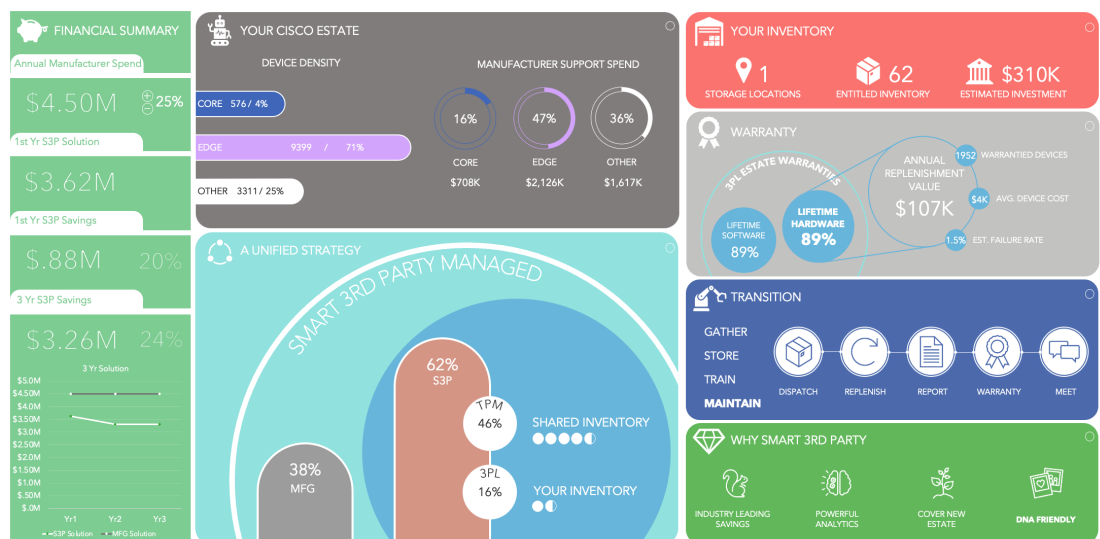 FINANCIAL SUMMARY
Annual Manufacturer Spend
$4.50M
25%
1st Yr S3P Solution
$3.62M
1st Yr S3P Savings
$.88M 20%
3 Yr S3P Savings
$3.26M 24%
3 Yr Solution
$5.0M
$4.50M
$4.0M
$3.50M
$3.0M
$2.50M
$2.0M
$1.50M
$1.0M
$.50M
$.0M
Yr1 Yr2 Yr3
S3P Solution MFG Solution
YOUR CISCO ESTATE
DEVICE DENSITY
CORE 576 / 4%
EDGE 9399 / 71%
OTHER 3311 / 25%
MANUFACTURER SUPPORT SPEND
16% 47% 36%
CORE EDGE OTHER
$708K $2,126K $1,617K
A UNIFIED STRATEGY
SMART 3RD PARTY MANAGED
62%
S3P
38%
MFG
TPM
46%
SHARED INVENTORY
3PL
16%
YOUR INVENTORY
YOUR INVENTORY
1 62 $310K
STORAGE LOCATIONS ENTITLED INVENTORY ESTIMATED INVESTMENT
WARRANTY
3PL ESTATE WARRANTIES
LIFETIME
SOFTWARE
89%
LIFETIME
HARDWARE
89%
ANNUAL
REPLENISHMENT
VALUE
$107K
1952 WARRANTIED DEVICES
$4K AVG. DEVICE COST
1.5% EST. FAILURE RATE
TRANSITION
GATHER
STORE
TRAIN
MAINTAIN
DISPATCH REPLENISH REPORT WARRANTY MEET
WHY SMART 3RD PARTY
INDUSTRY LEADING
SAVINGS
POWERFUL
ANALYTICS
COVER NEW
ESTATE
DNA FRIENDLY